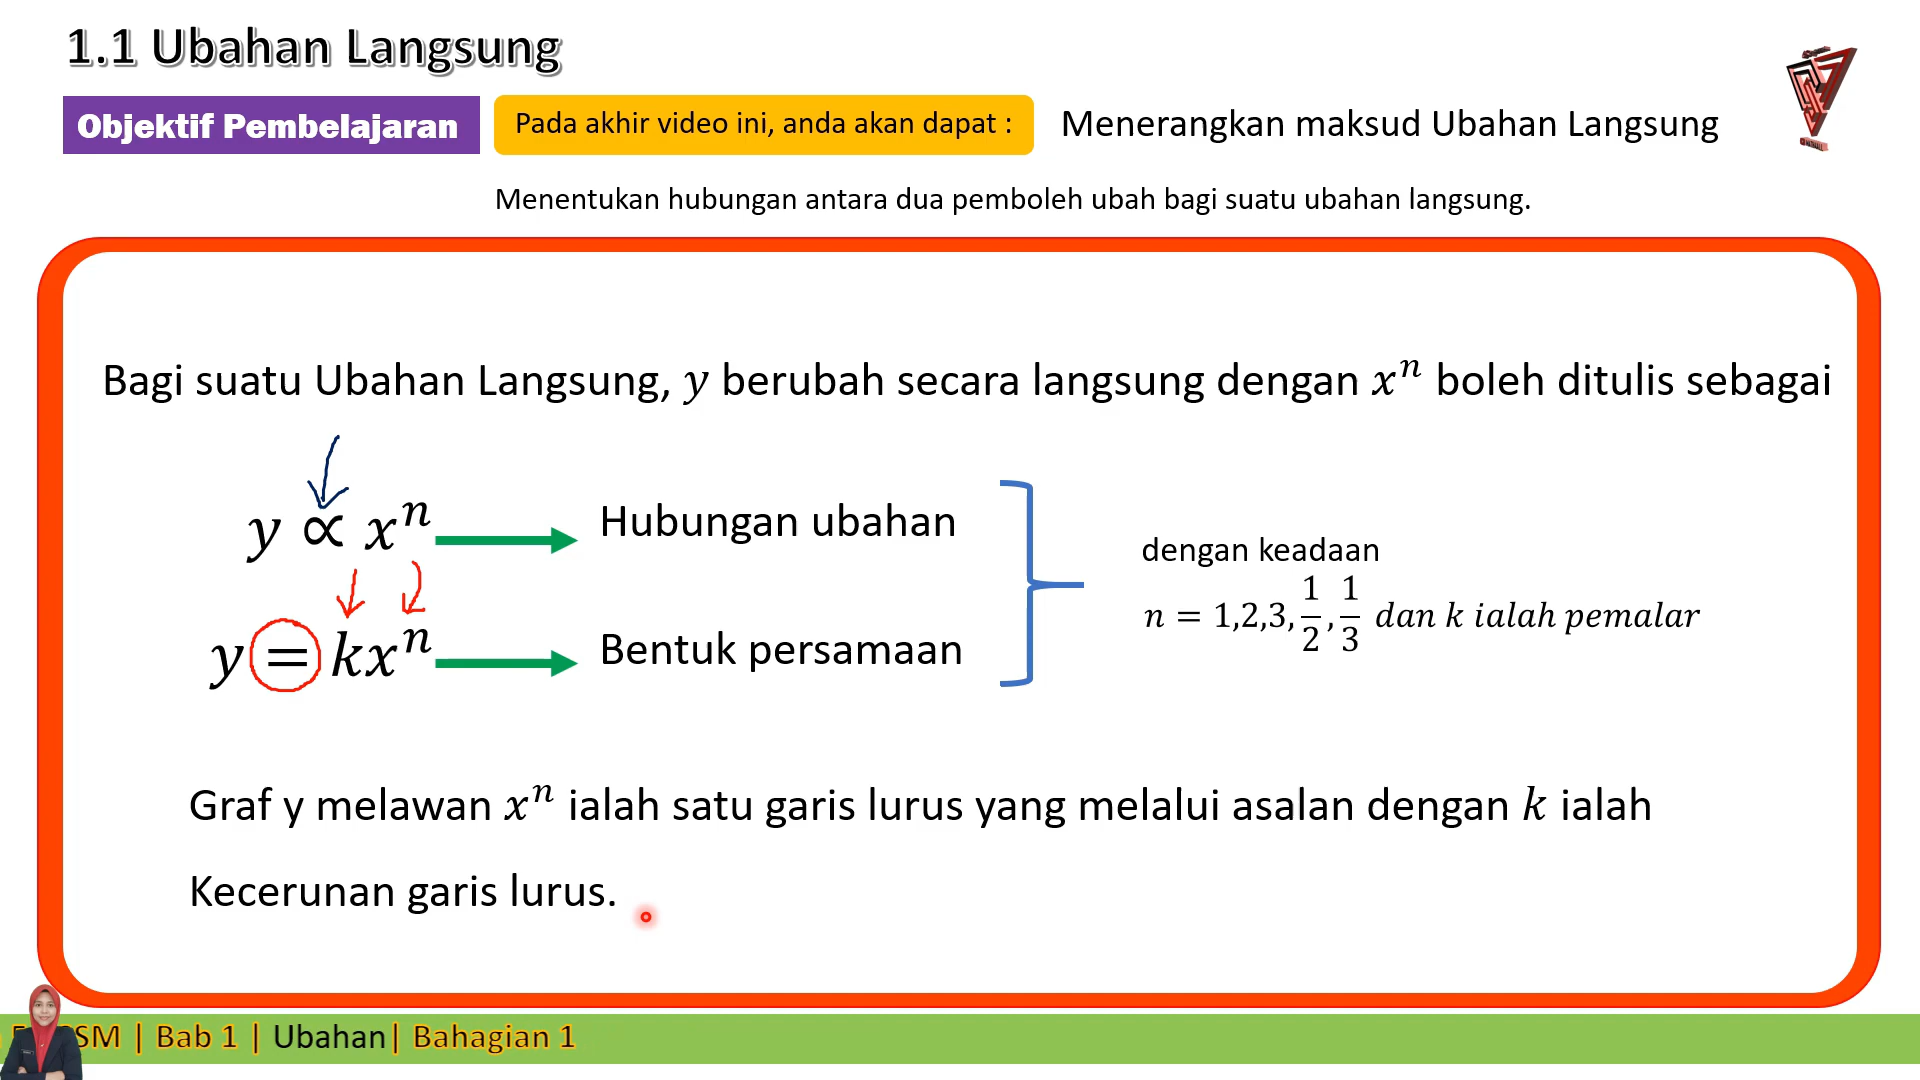 1.1 Ubahan Langsung
Objektif Pembelajaran
Pada akhir video ini, anda akan dapat :
Menerangkan maksud Ubahan Langsung
Menentukan hubungan antara dua pemboleh ubah bagi suatu ubahan langsung.
Bagi suatu Ubahan Langsung, y berubah secara langsung dengan xⁿ boleh ditulis sebagai
y ∝ xⁿ
Hubungan ubahan
y = kxⁿ
Bentuk persamaan
dengan keadaan
n = 1,2,3,1/2,1/3 dan k ialah pemalar
Graf y melawan xⁿ ialah satu garis lurus yang melalui asalan dengan k ialah
Kecerunan garis lurus.
SM | Bab 1 | Ubahan| Bahagian 1